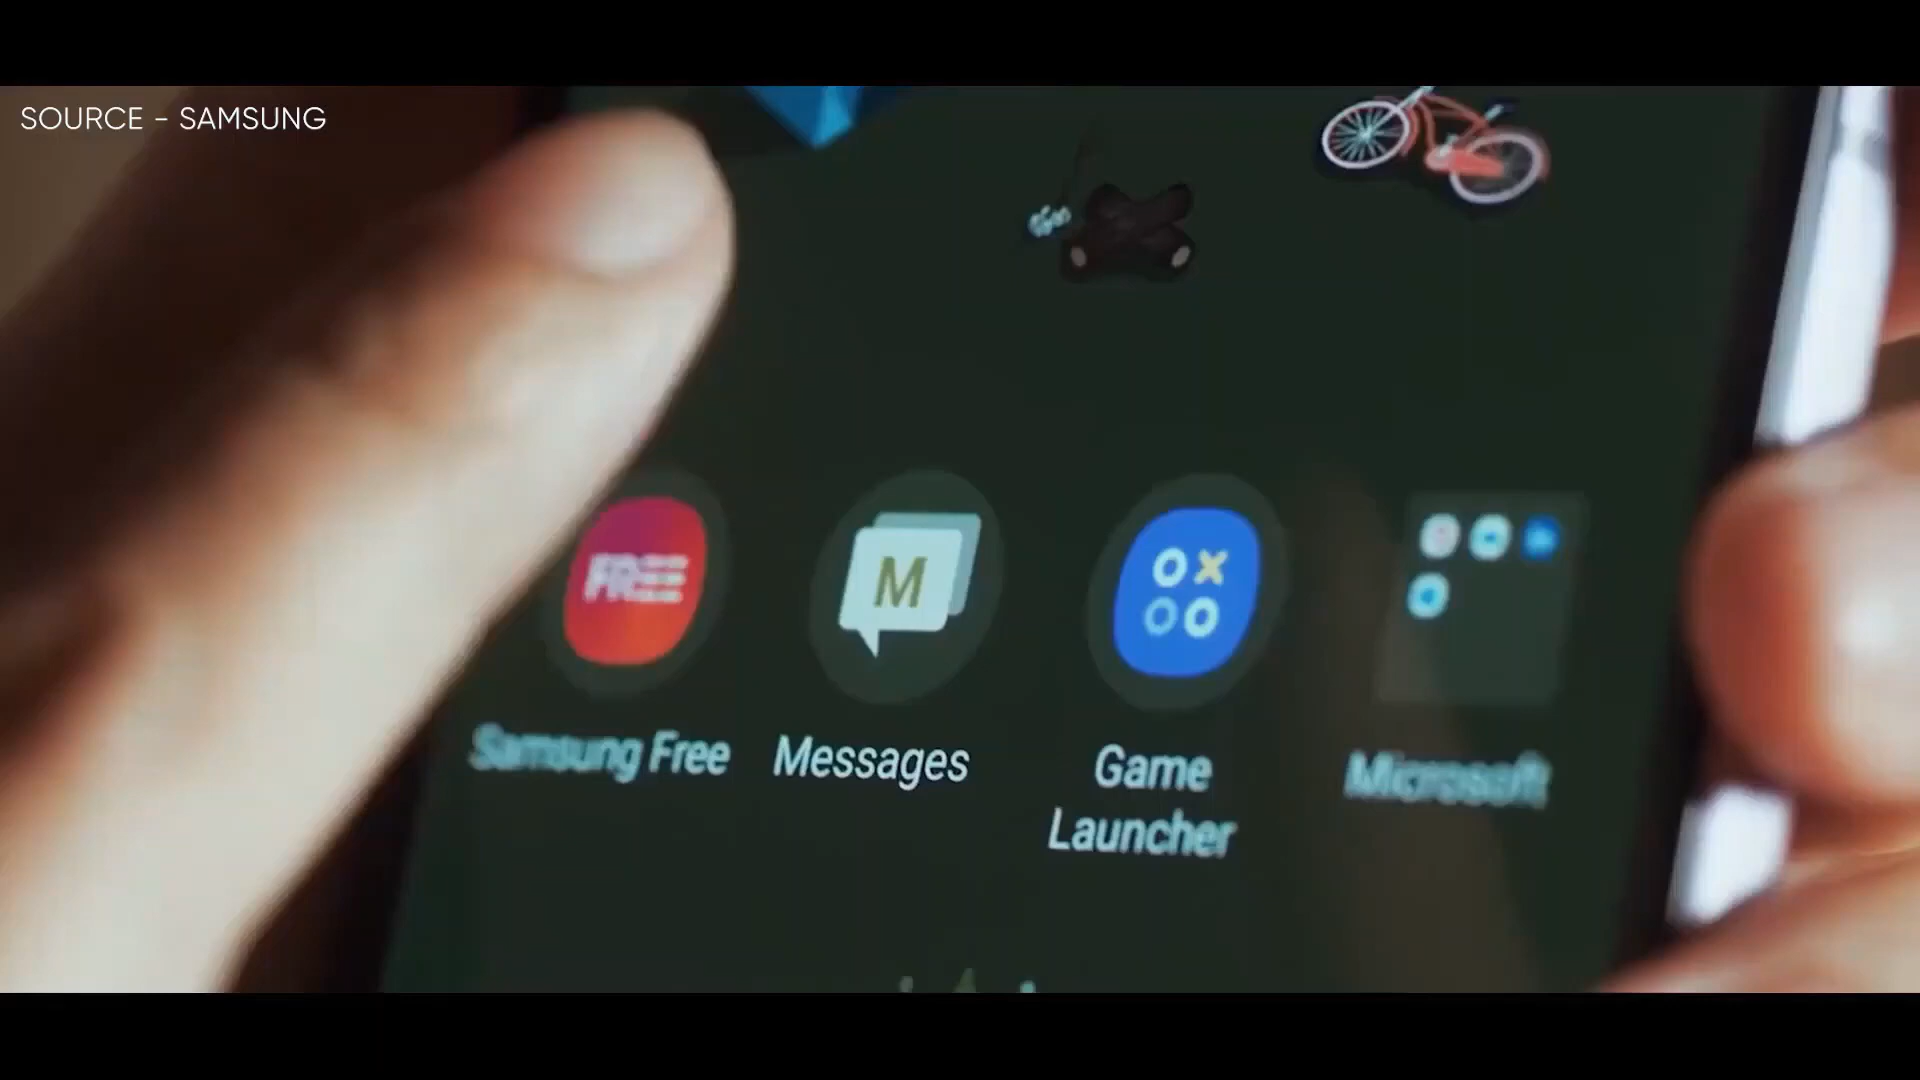 SOURCE - SAMSUNG
FREE
M
Samsung Free
Messages
Game
Launcher
Microsoft